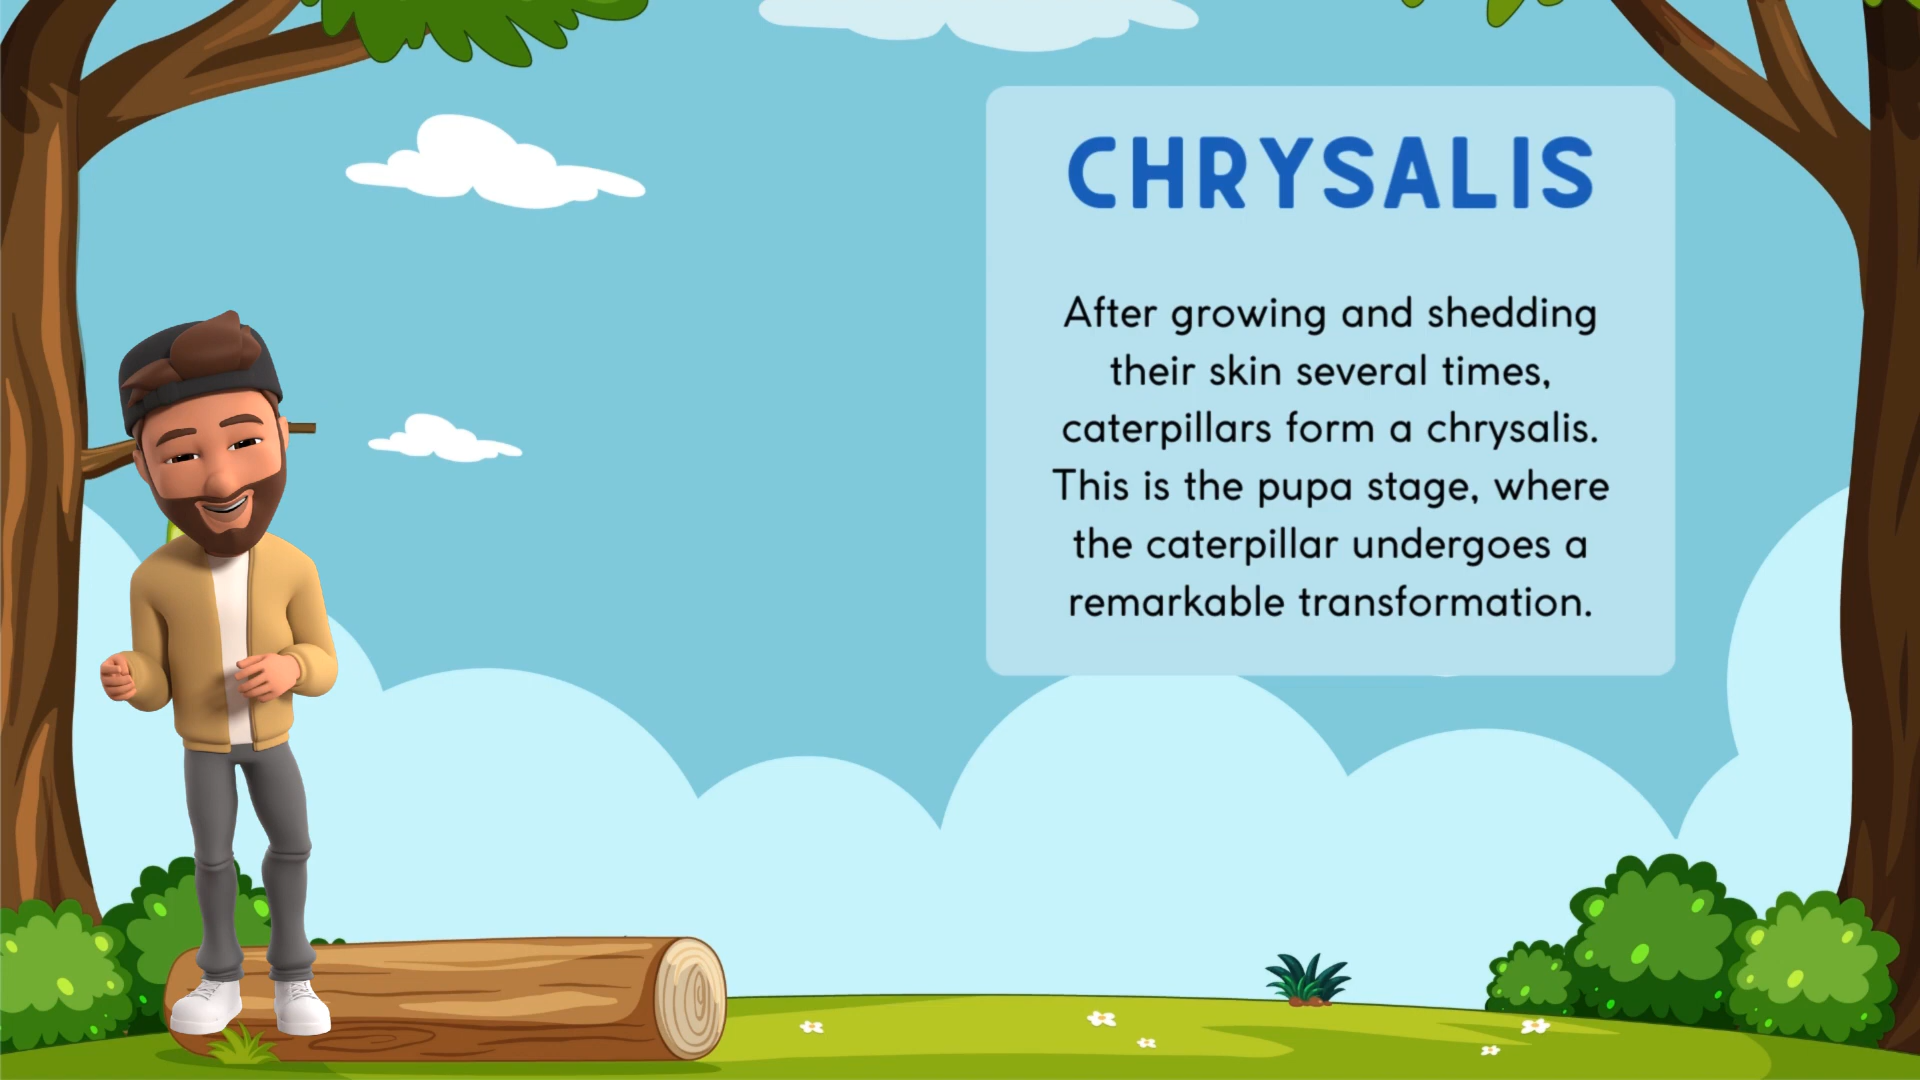 CHRYSALIS
After growing and shedding
their skin several times,
caterpillars form a chrysalis.
This is the pupa stage, where
the caterpillar undergoes a
remarkable transformation.